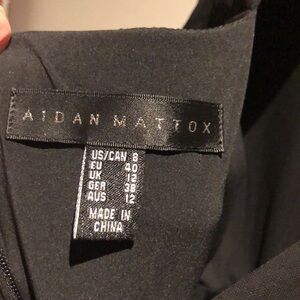 AIDAN MATTOX
US/CAN 8
EU 40
UK 12
GER 38
AUS 12
MADE IN
CHINA